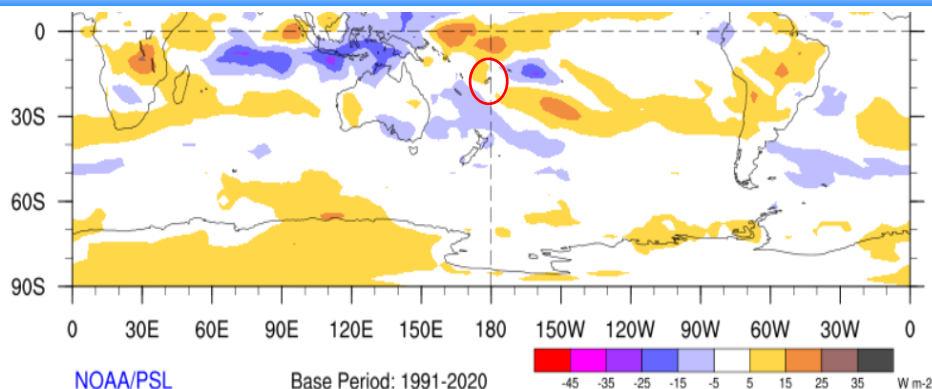 0
30S
60S
90S
0 30E 60E 90E 120E 150E 180 150W 120W 90W 60W 30W 0
-45 -35 -25 -15 -5 5 15 25 35 W m-2
NOAA/PSL Base Period: 1991-2020